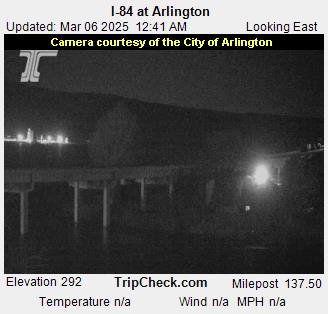 I-84 at Arlington
Updated: Mar 06 2025 12:41 AM Looking East
Camera courtesy of the City of Arlington
Elevation 292 TripCheck.com Milepost 137.50
Temperature n/a Wind n/a MPH n/a